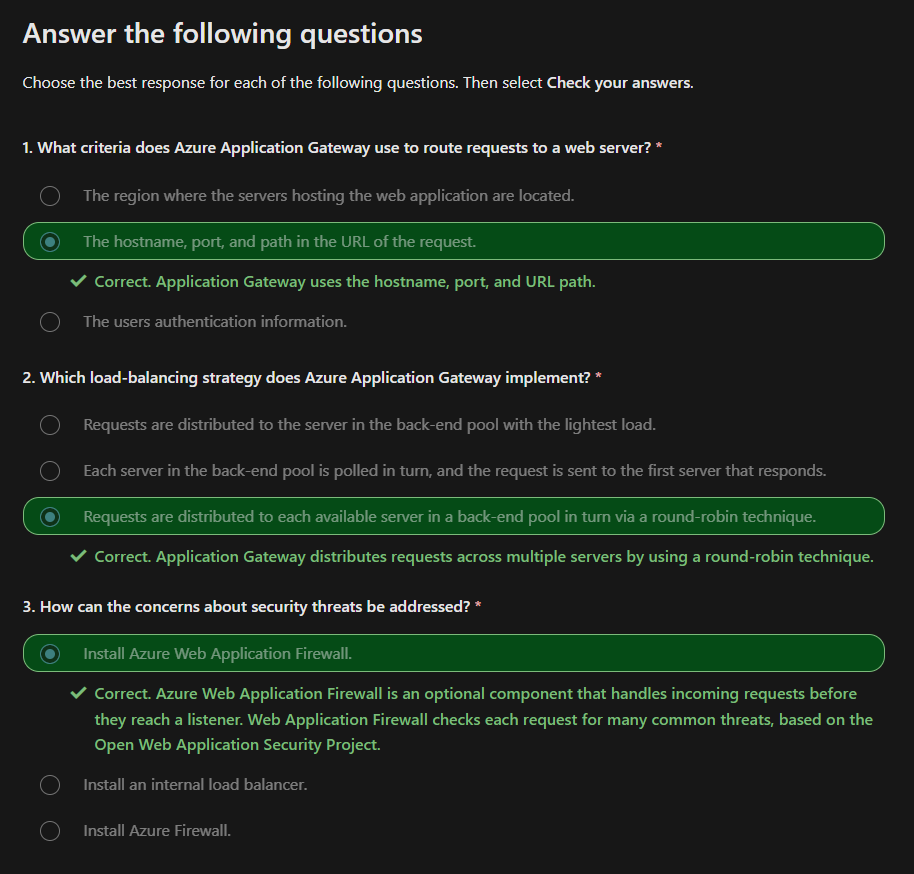 Answer the following questions
Choose the best response for each of the following questions. Then select Check your answers.
1. What criteria does Azure Application Gateway use to route requests to a web server? *
The region where the servers hosting the web application are located.
The hostname, port, and path in the URL of the request.
Correct. Application Gateway uses the hostname, port, and URL path.
The users authentication information.
2. Which load-balancing strategy does Azure Application Gateway implement? *
Requests are distributed to the server in the back-end pool with the lightest load.
Each server in the back-end pool is polled in turn, and the request is sent to the first server that responds.
Requests are distributed to each available server in a back-end pool in turn via a round-robin technique.
Correct. Application Gateway distributes requests across multiple servers by using a round-robin technique.
3. How can the concerns about security threats be addressed? *
Install Azure Web Application Firewall.
Correct. Azure Web Application Firewall is an optional component that handles incoming requests before
they reach a listener. Web Application Firewall checks each request for many common threats, based on the
Open Web Application Security Project.
Install an internal load balancer.
Install Azure Firewall.